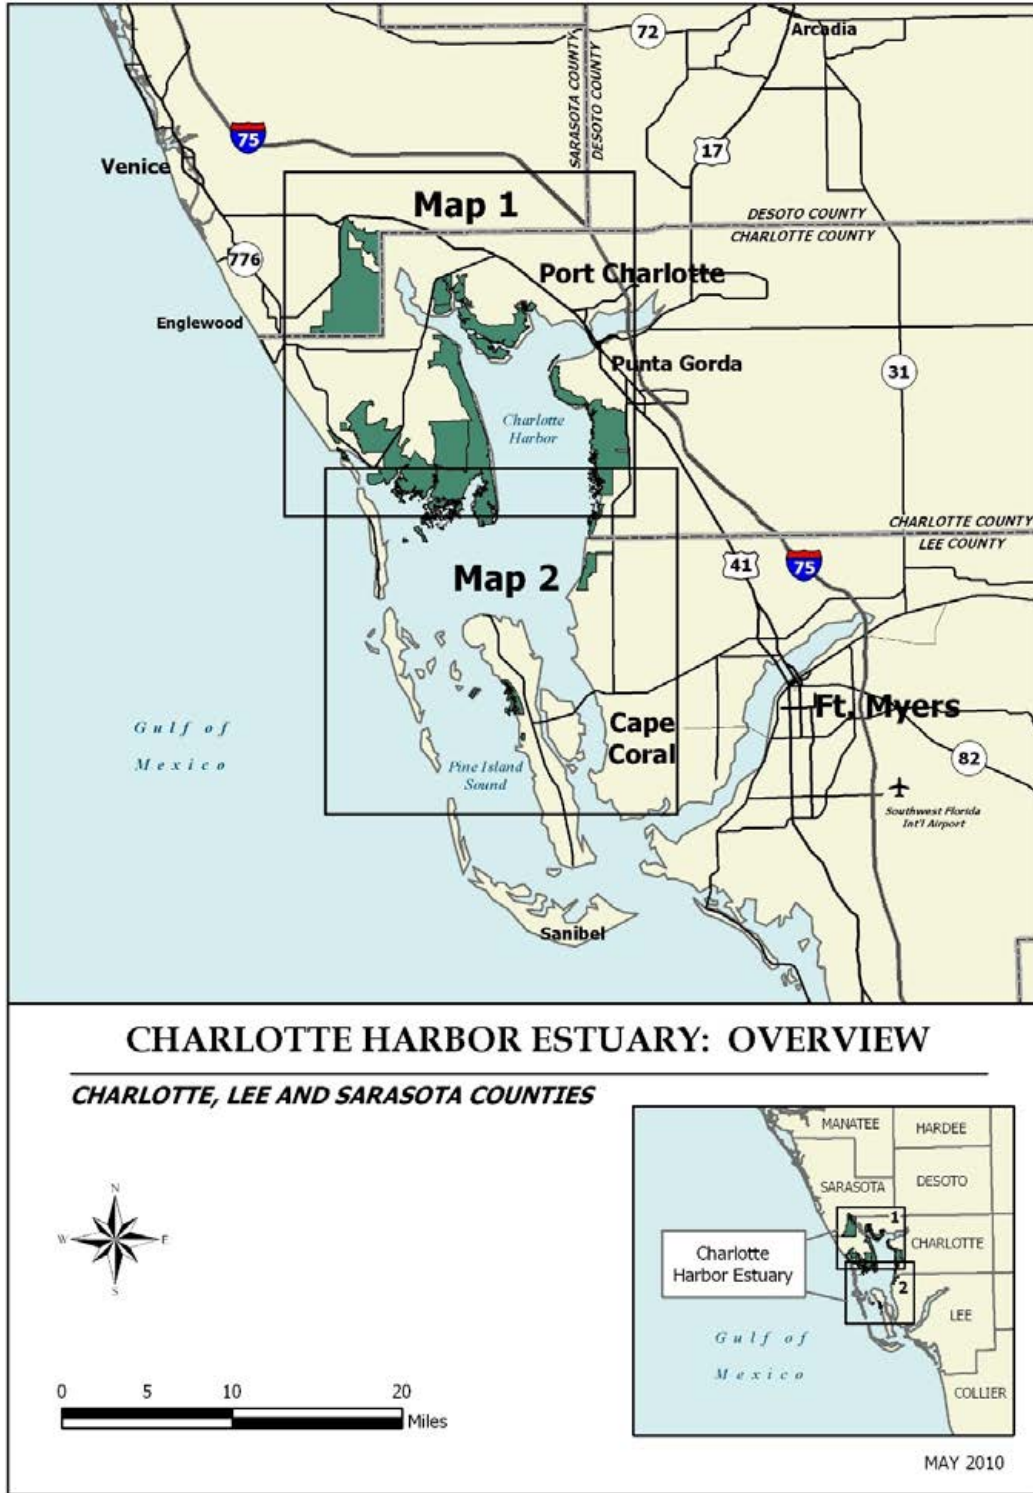 72
Arcadia
SARASOTA COUNTY
DESOTO COUNTY
75
17
Venice
Map 1
DESOTO COUNTY
CHARLOTTE COUNTY
776
Port Charlotte
Englewood
Punta Gorda
31
Charlotte
Harbor
CHARLOTTE COUNTY
LEE COUNTY
Map 2
41
75
Ft. Myers
Cape
Coral
Gulf of
Mexico
82
Pine Island
Sound
Southwest Florida
Int'l Airport
Sanibel
CHARLOTTE HARBOR ESTUARY: OVERVIEW
CHARLOTTE, LEE AND SARASOTA COUNTIES
MANATEE
HARDEE
SARASOTA
DESOTO
N
W E
S
1
Charlotte
Harbor Estuary
CHARLOTTE
2
LEE
Gulf of
Mexico
COLLIER
0 5 10 20
Miles
MAY 2010